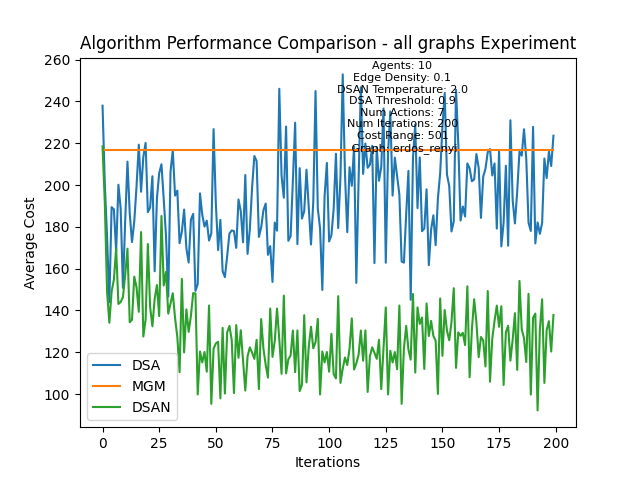 Algorithm Performance Comparison - all graphs Experiment
Agents: 10
Edge Density: 0.1
DSAN Temperature: 2.0
DSA Threshold: 0.9
Num Actions: 7
Num Iterations: 200
Cost Range: 501
Graph: erdos_renyi
260
240
220
200
180
160
140
120
100
Average Cost
DSA
MGM
DSAN
0
25
50
75
100
125
150
175
200
Iterations